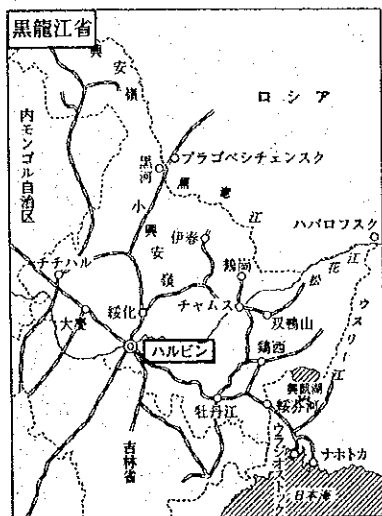 黒龍江省
興安嶺
ロシア
内モンゴル自治区
黒河
ブラゴベシチェンスク
黒龍江
小興安嶺
伊春
ハバロフスク
チチハル
鶴崗
松花江
大慶
綏化
チャムス
双鴨山
ウスリー江
ハルビン
鶏西
興凱湖
牡丹江
綏分河
吉林省
ウラジオストック
ナホトカ
日本海